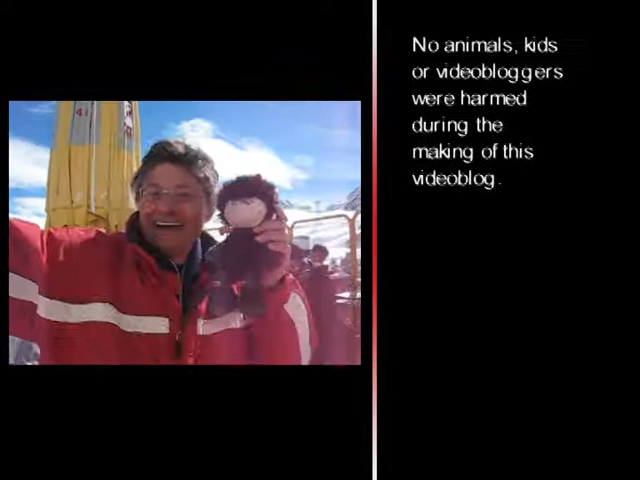 No animals, kids
or videobloggers
were harmed
during the
making of this
videoblog.